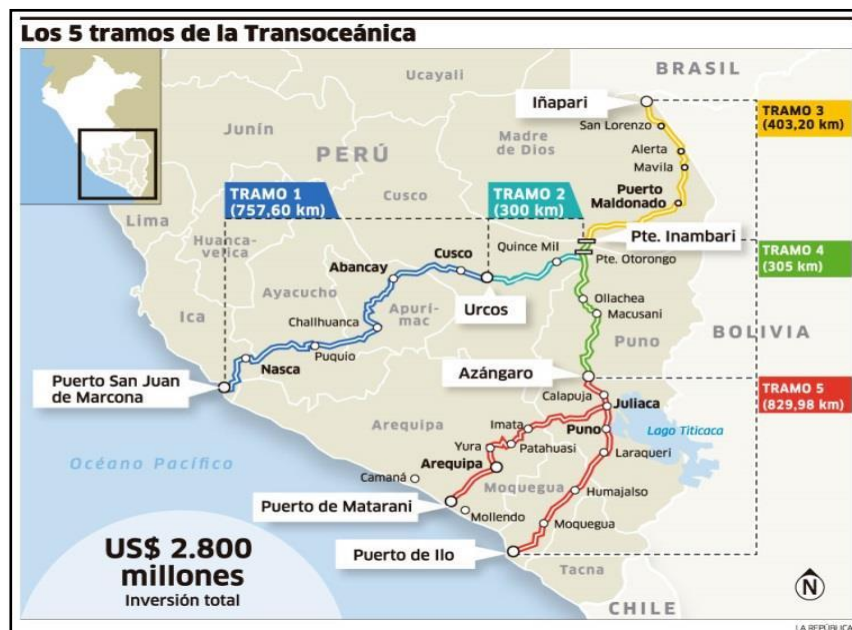 Los 5 tramos de la Transoceánica
BRASIL
Ucayali
Iñapari
TRAMO 3
(403,20 km)
San Lorenzo
Junín
Madre
de Dios
Alerta
PERÚ
Mavila
TRAMO 1
(757,60 km)
Cusco
TRAMO 2
(300 km)
Puerto
Maldonado
Lima
Huanca-
velica
Pte. Inambari
Quince Mil
Pte. Otorongo
TRAMO 4
(305 km)
Cusco
Abancay
Ayacucho
Urcos
Ollachea
Apurí-
mac
Macusani
Ica
Challhuanca
BOLIVIA
Puno
Puquio
Nasca
Azángaro
Puerto San Juan
de Marcona
TRAMO 5
(829,98 km)
Calapuja
Juliaca
Arequipa
Imata
Puno
Lago Titicaca
Yura
Patahuasi
Laraqueri
Océano Pacífico
Arequipa
Camaná
Moquegua
Humajalso
Puerto de Matarani
Mollendo
Moquegua
US$ 2.800
millones
Inversión total
Puerto de Ilo
Tacna
N
CHILE
LA REPÚBLICA